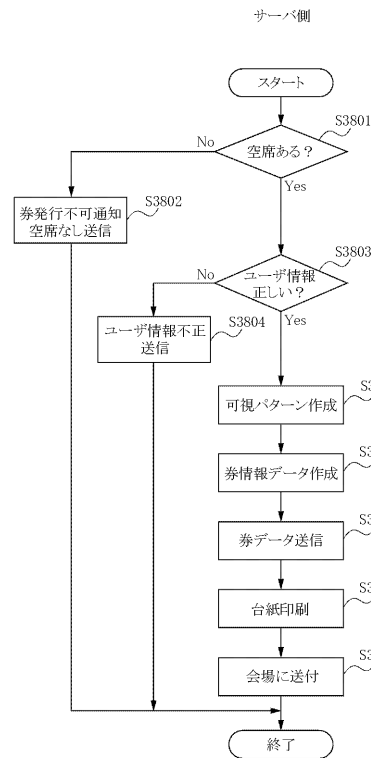 サーバ側
スタート
S3801
空席ある？
No
Yes
S3802
券発行不可通知
空席なし送信
S3803
ユーザ情報
正しい？
No
Yes
S3804
ユーザ情報不正
送信
可視パターン作成
券情報データ作成
券データ送信
台紙印刷
会場に送付
終了